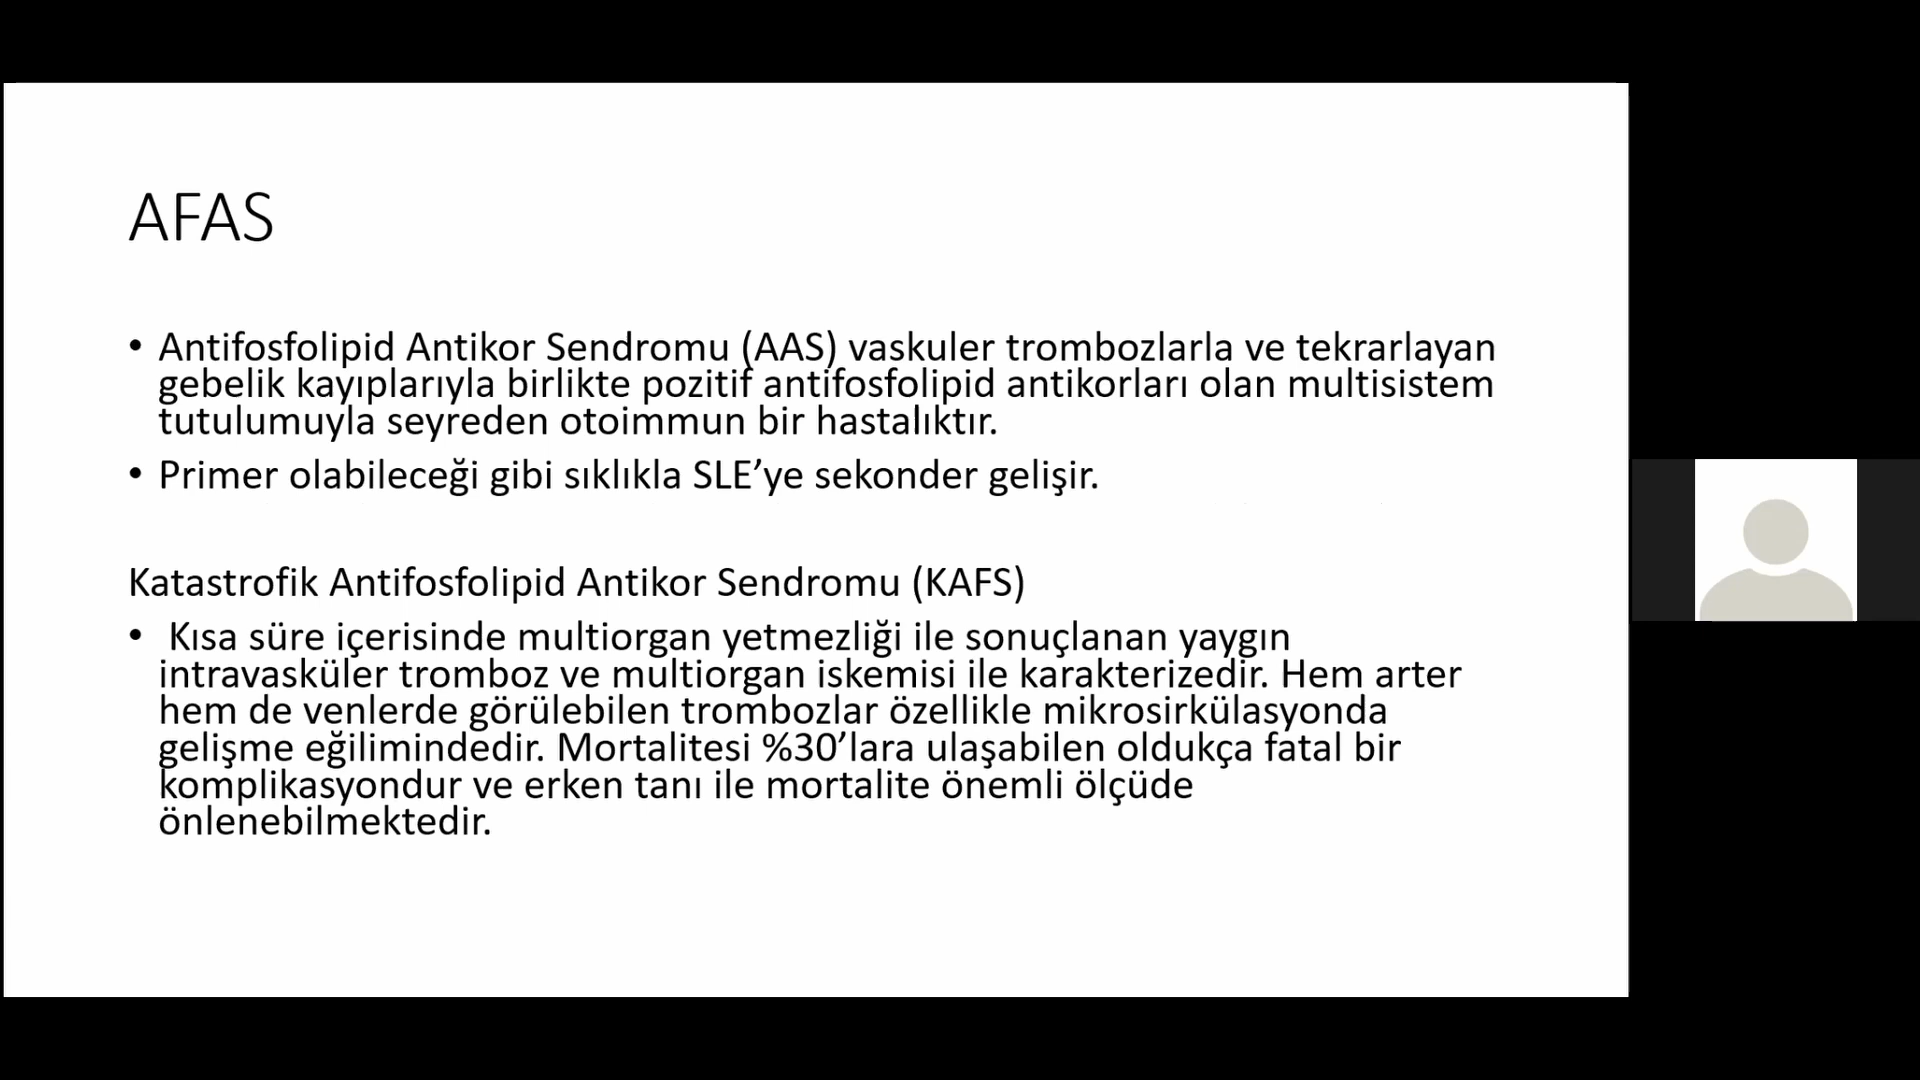 AFAS
• Antifosfolipid Antikor Sendromu (AAS) vaskuler trombozlarla ve tekrarlayan
gebelik kayıplarıyla birlikte pozitif antifosfolipid antikorları olan multisistem
tutulumuyla seyreden otoimmun bir hastalıktır.
• Primer olabileceği gibi sıklıkla SLE’ye sekonder gelişir.
Katastrofik Antifosfolipid Antikor Sendromu (KAFS)
• Kısa süre içerisinde multiorgan yetmezliği ile sonuçlanan yaygın
intravasküler tromboz ve multiorgan iskemisi ile karakterizedir. Hem arter
hem de venlerde görülebilen trombozlar özellikle mikrosirkülasyonda
gelişme eğilimindedir. Mortalitesi %30’lara ulaşabilen oldukça fatal bir
komplikasyondur ve erken tanı ile mortalite önemli ölçüde
önlenebilmektedir.